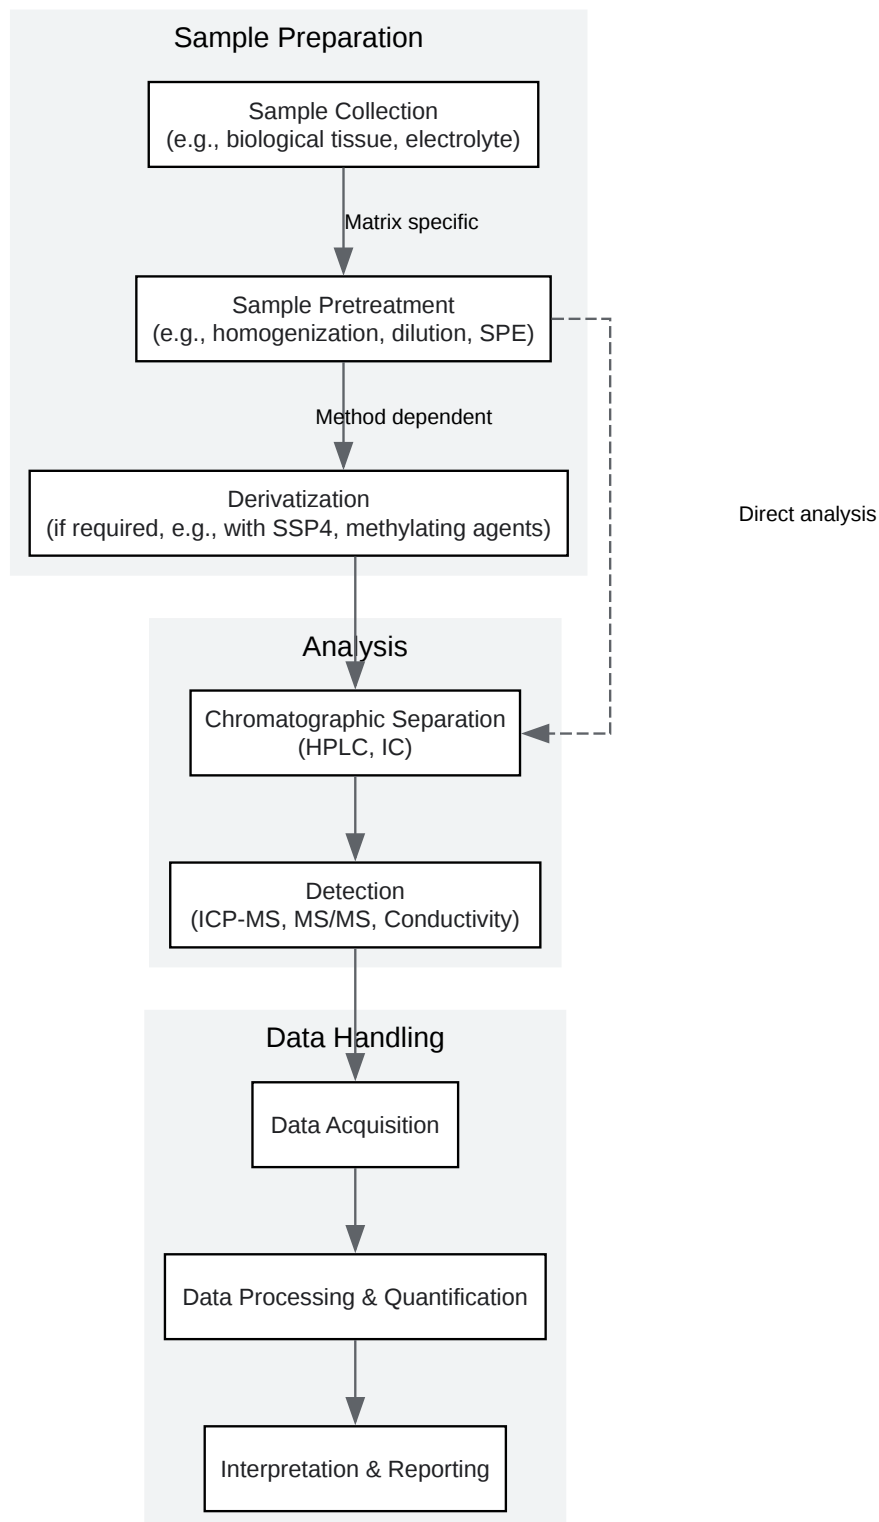 Sample Preparation
Sample Collection
(e.g., biological tissue, electrolyte)
Matrix specific
Sample Pretreatment
(e.g., homogenization, dilution, SPE)
Method dependent
Derivatization
(if required, e.g., with SSP4, methylating agents)
Direct analysis
Analysis
Chromatographic Separation
(HPLC, IC)
Detection
(ICP-MS, MS/MS, Conductivity)
Data Handling
Data Acquisition
Data Processing & Quantification
Interpretation & Reporting